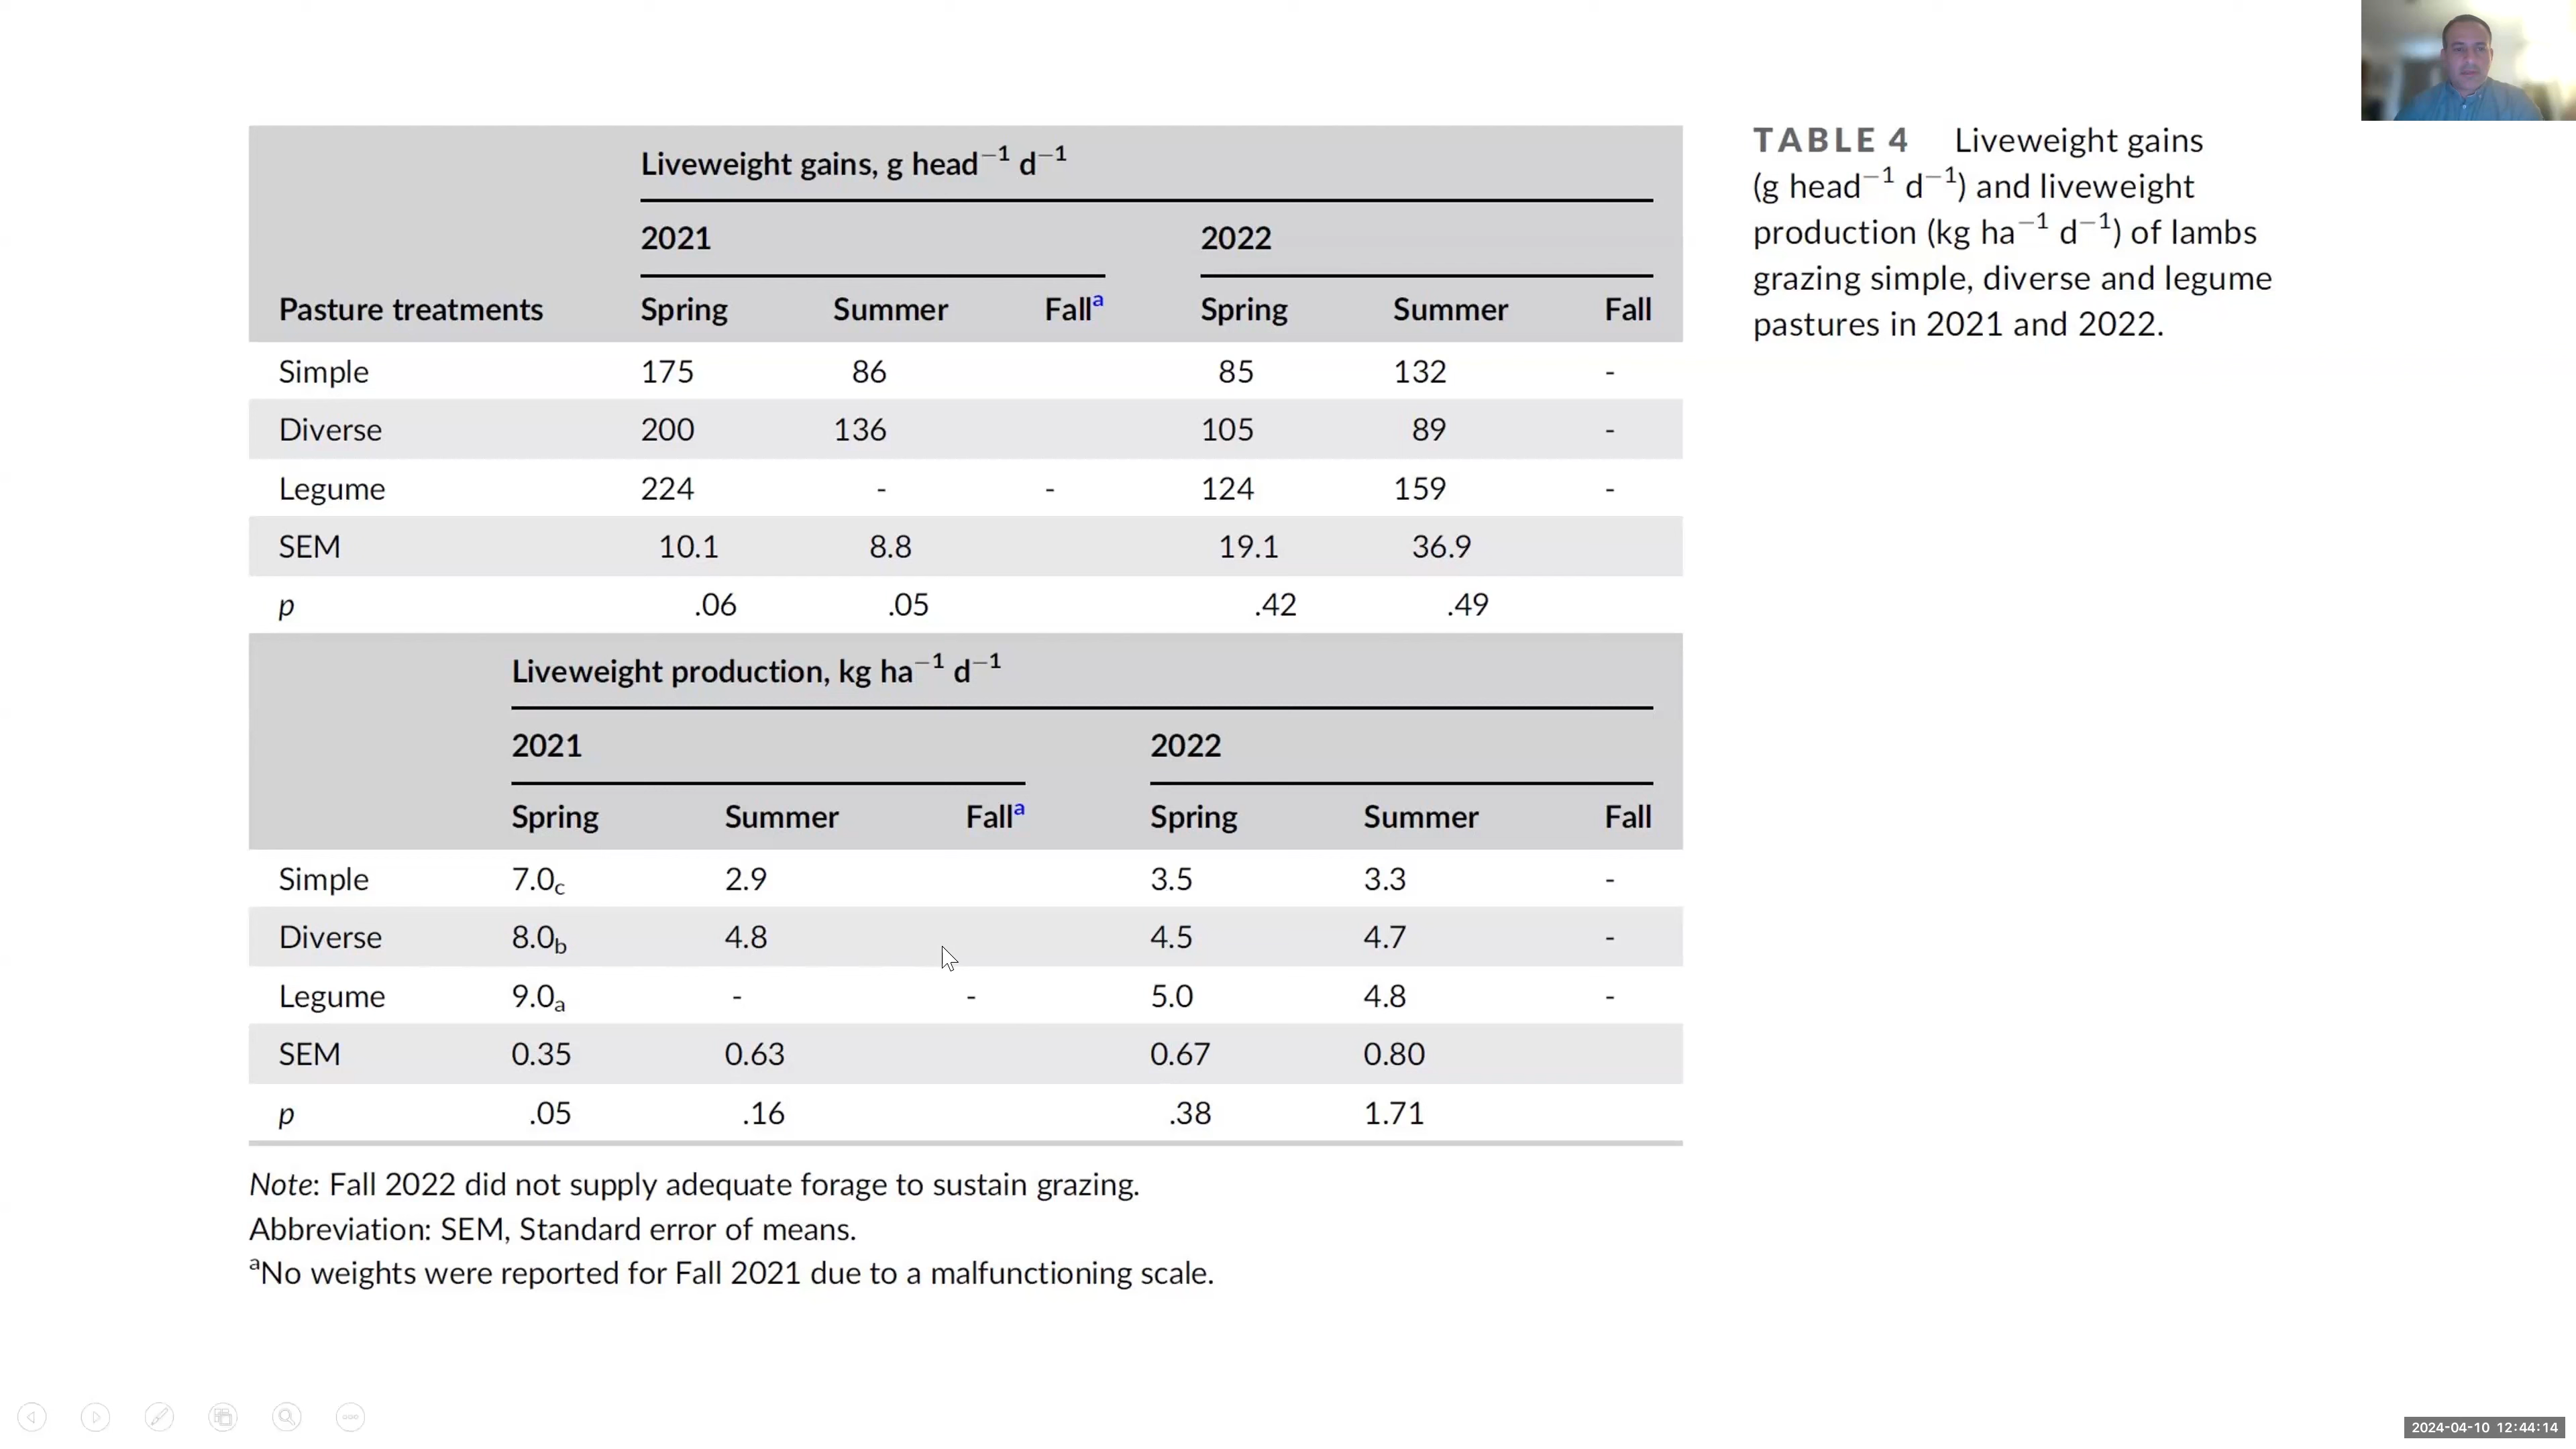 Liveweight gains, g head⁻¹ d⁻¹
2021 2022
Pasture treatments Spring Summer Fallᵃ Spring Summer Fall
Simple 175 86 85 132 -
Diverse 200 136 105 89 -
Legume 224 - - 124 159 -
SEM 10.1 8.8 19.1 36.9
p .06 .05 .42 .49
Liveweight production, kg ha⁻¹ d⁻¹
2021 2022
Spring Summer Fallᵃ Spring Summer Fall
Simple 7.0c 2.9 3.5 3.3 -
Diverse 8.0b 4.8 4.5 4.7 -
Legume 9.0a - - 5.0 4.8 -
SEM 0.35 0.63 0.67 0.80
p .05 .16 .38 1.71
Note: Fall 2022 did not supply adequate forage to sustain grazing.
Abbreviation: SEM, Standard error of means.
ᵃNo weights were reported for Fall 2021 due to a malfunctioning scale.
TABLE 4 Liveweight gains
(g head⁻¹ d⁻¹) and liveweight
production (kg ha⁻¹ d⁻¹) of lambs
grazing simple, diverse and legume
pastures in 2021 and 2022.
2024-04-10 12:44:14